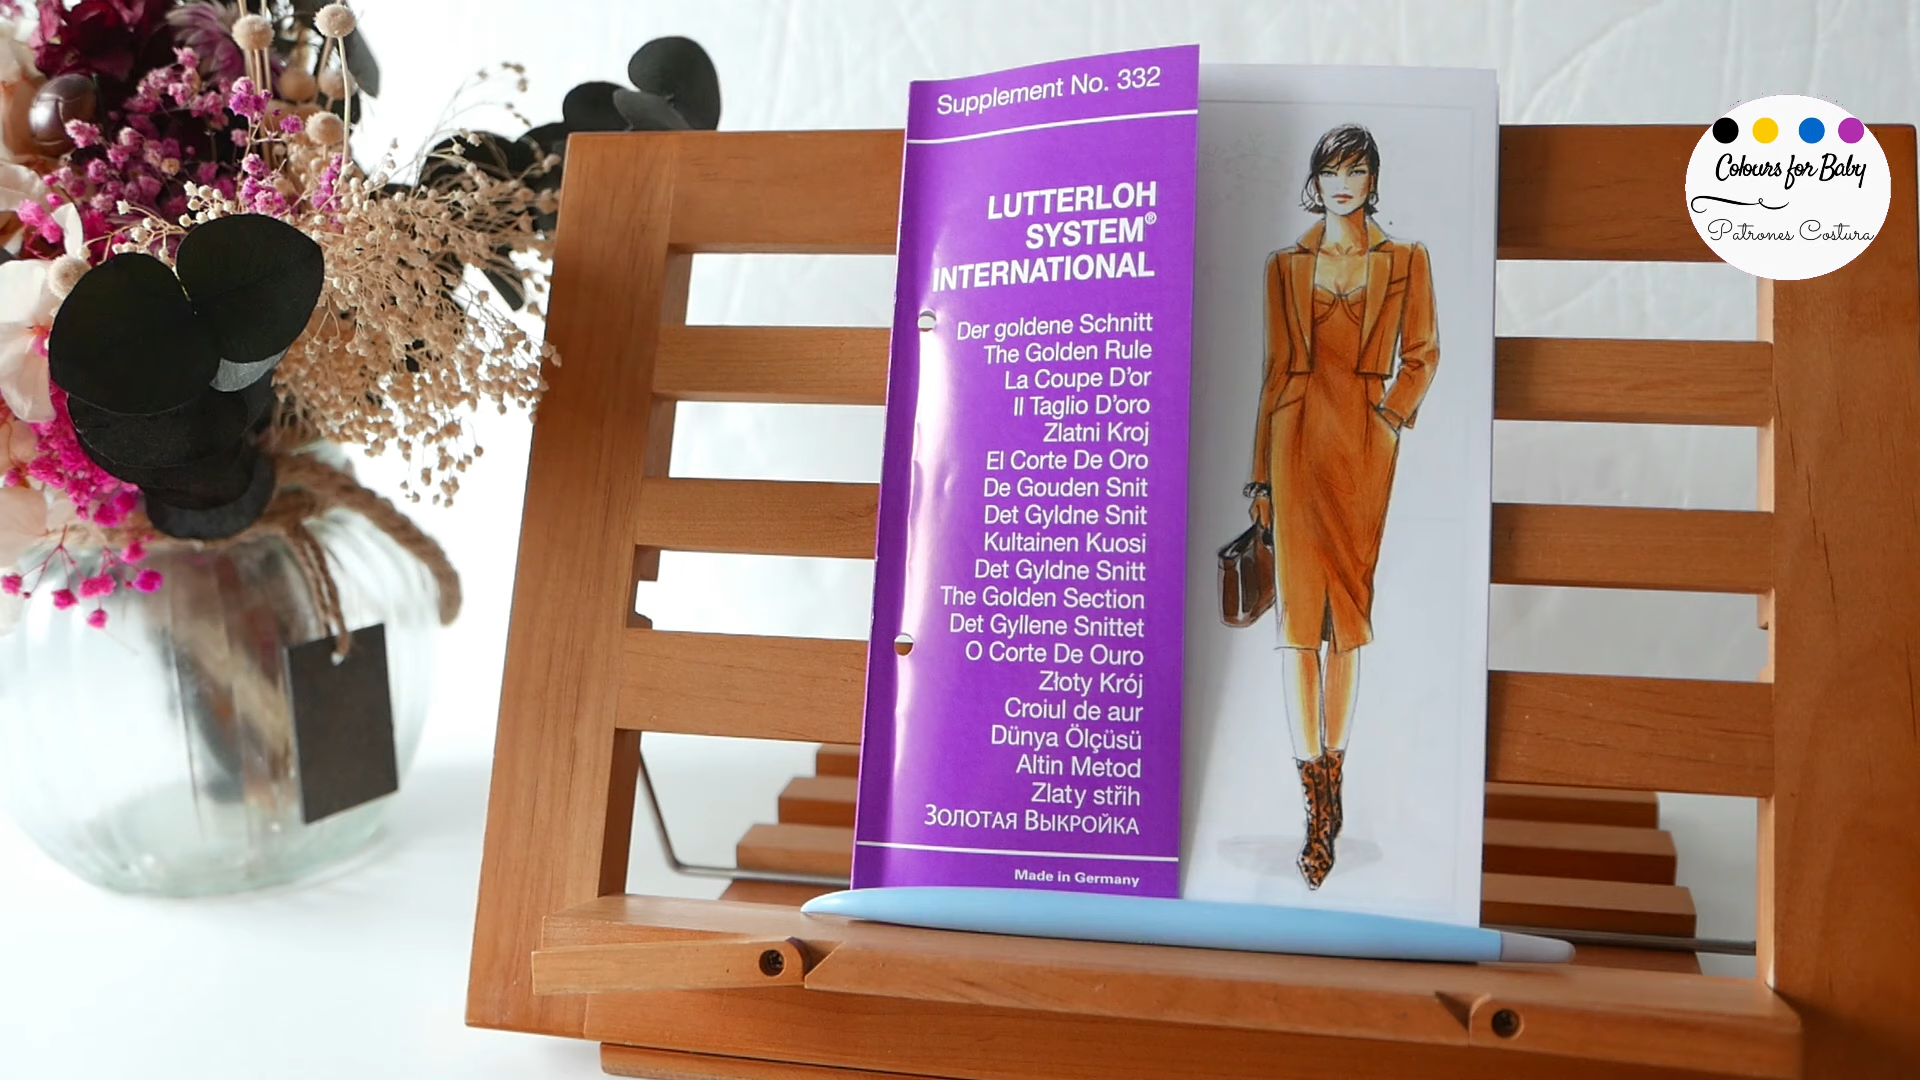 Supplement No. 332
LUTTERLOH
SYSTEM®
INTERNATIONAL
Der goldene Schnitt
The Golden Rule
La Coupe D'or
Il Taglio D'oro
Zlatni Kroj
El Corte De Oro
De Gouden Snit
Det Gyldne Snit
Kultainen Kuosi
Det Gyldne Snitt
The Golden Section
Det Gyllene Snittet
O Corte De Ouro
Złoty Krój
Croiul de aur
Dünya Ölçüsü
Altin Metod
Zlaty střih
ЗОЛОТАЯ ВЫКРОЙКА
Made in Germany
Colours for Baby
Patrones Costura